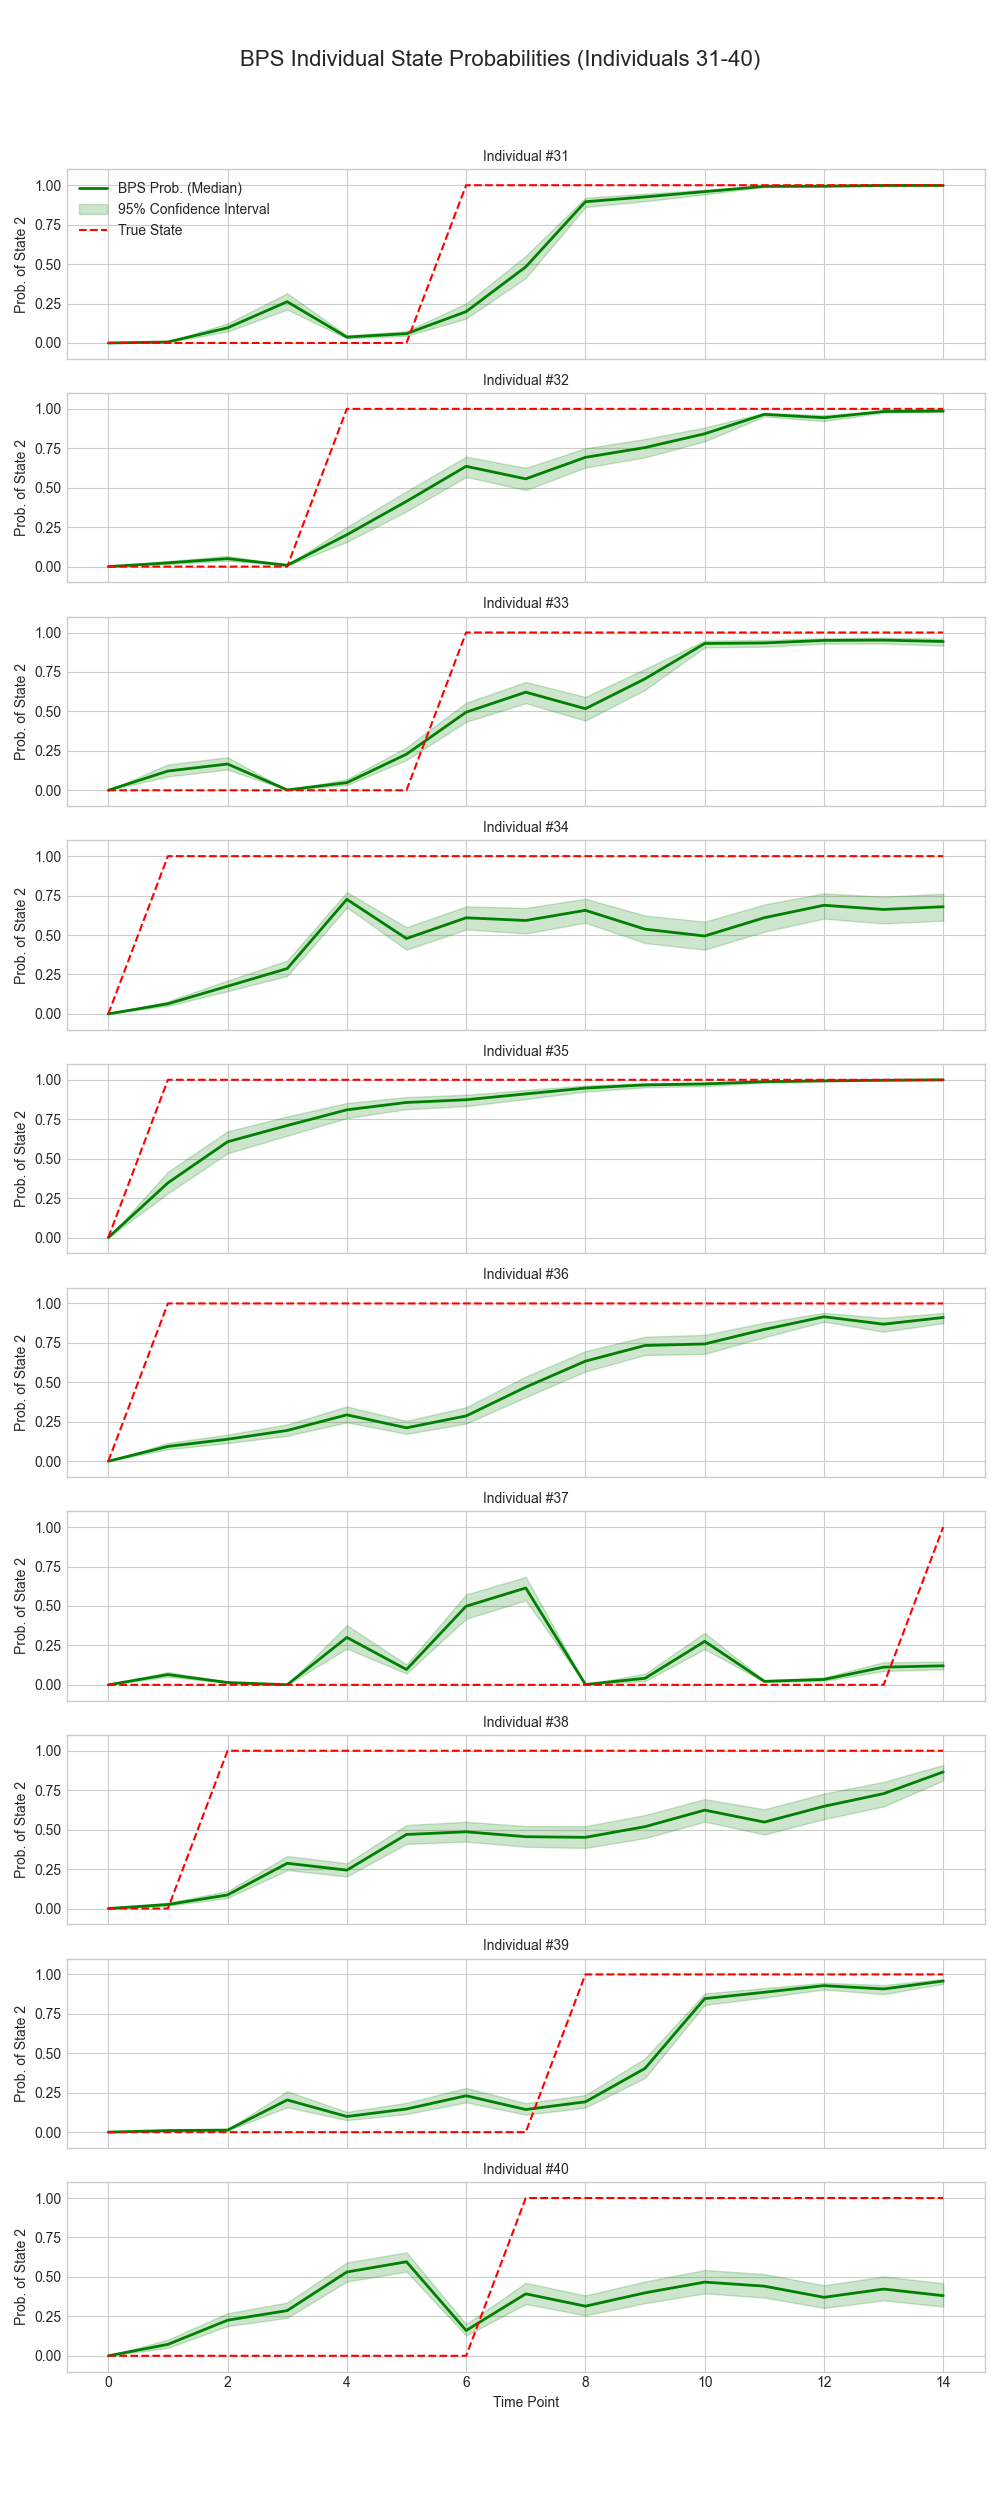 BPS Individual State Probabilities (Individuals 31-40)
Individual #31
1.00
0.75
0.50
0.25
0.00
Prob. of State 2
BPS Prob. (Median)
95% Confidence Interval
True State
Individual #32
1.00
0.75
0.50
0.25
0.00
Prob. of State 2
Individual #33
1.00
0.75
0.50
0.25
0.00
Prob. of State 2
Individual #34
1.00
0.75
0.50
0.25
0.00
Prob. of State 2
Individual #35
1.00
0.75
0.50
0.25
0.00
Prob. of State 2
Individual #36
1.00
0.75
0.50
0.25
0.00
Prob. of State 2
Individual #37
1.00
0.75
0.50
0.25
0.00
Prob. of State 2
Individual #38
1.00
0.75
0.50
0.25
0.00
Prob. of State 2
Individual #39
1.00
0.75
0.50
0.25
0.00
Prob. of State 2
Individual #40
1.00
0.75
0.50
0.25
0.00
Prob. of State 2
0 2 4 6 8 10 12 14
Time Point